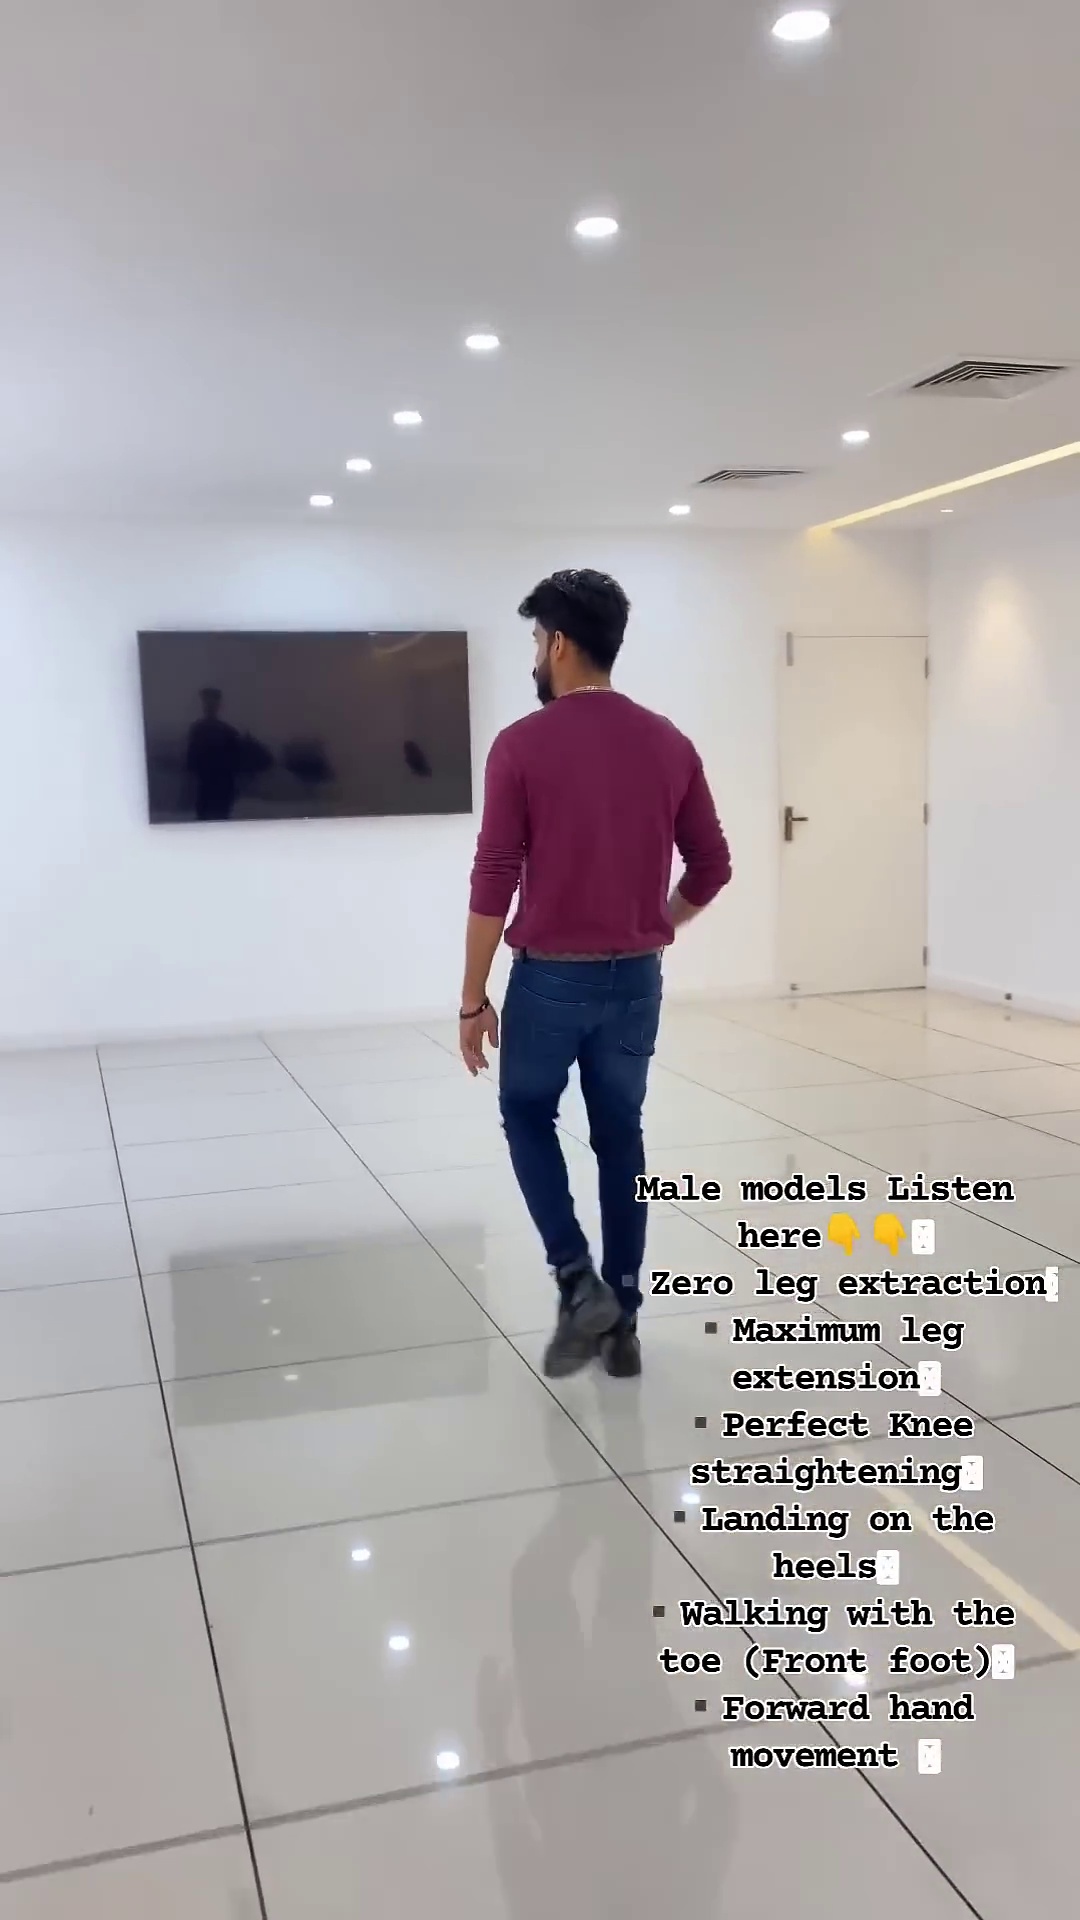 Male models Listen
here👇👇
▪Zero leg extraction
▪Maximum leg
extension
▪Perfect Knee
straightening
▪Landing on the
heels
▪Walking with the
toe (Front foot)
▪Forward hand
movement